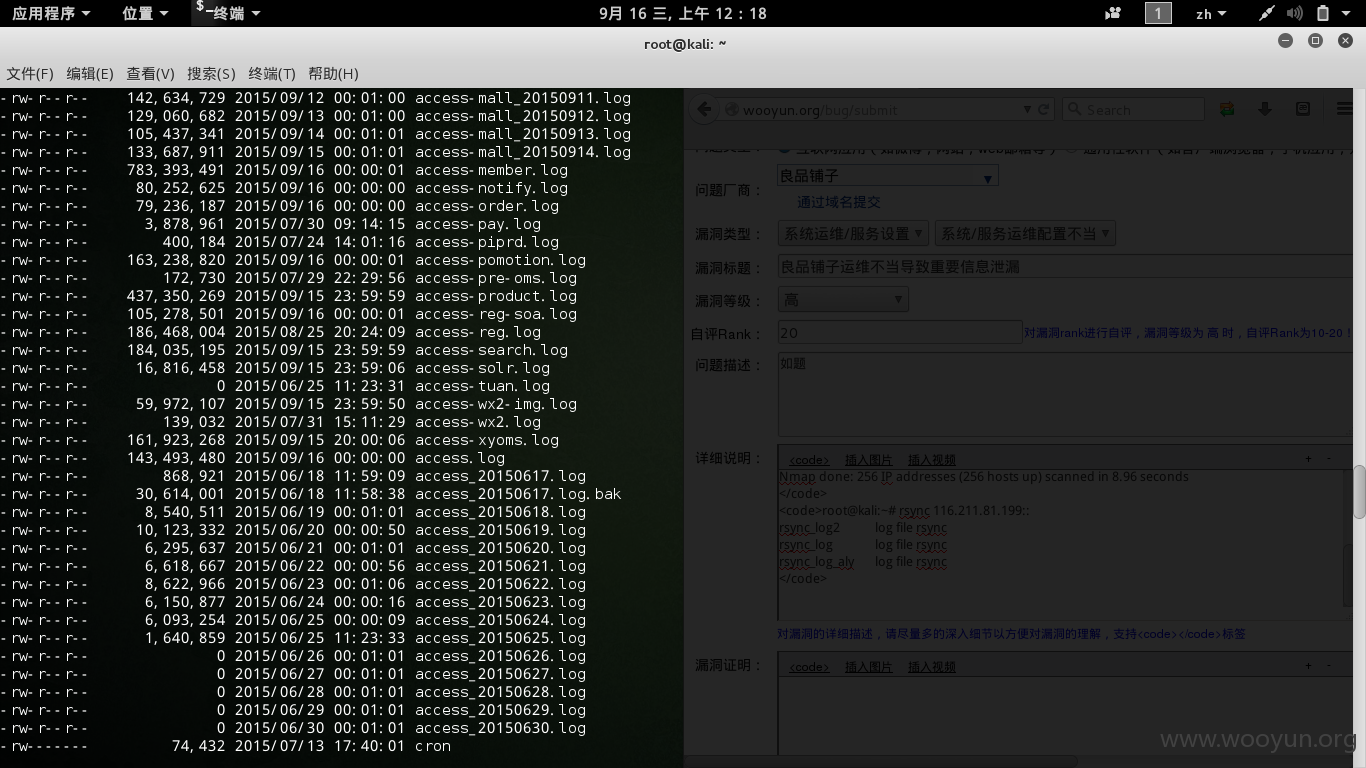 应用程序 位置 $_ 终端 9月 16 三, 上午 12：18 1 zh
root@kali: ~
文件(F) 编辑(E) 查看(V) 搜索(S) 终端(T) 帮助(H)
-rw-r--r-- 142,634,729 2015/09/12 00:01:00 access-mall_20150911.log
-rw-r--r-- 129,060,682 2015/09/13 00:01:00 access-mall_20150912.log
-rw-r--r-- 105,437,341 2015/09/14 00:01:01 access-mall_20150913.log
-rw-r--r-- 133,687,911 2015/09/15 00:01:01 access-mall_20150914.log
-rw-r--r-- 783,393,491 2015/09/16 00:00:01 access-member.log
-rw-r--r-- 80,252,625 2015/09/16 00:00:00 access-notify.log
-rw-r--r-- 79,236,187 2015/09/16 00:00:00 access-order.log
-rw-r--r-- 3,878,961 2015/07/30 09:14:15 access-pay.log
-rw-r--r-- 400,184 2015/07/24 14:01:16 access-piprd.log
-rw-r--r-- 163,238,820 2015/09/16 00:00:01 access-pomotion.log
-rw-r--r-- 172,730 2015/07/29 22:29:56 access-pre-oms.log
-rw-r--r-- 437,350,269 2015/09/15 23:59:59 access-product.log
-rw-r--r-- 105,278,501 2015/09/16 00:00:01 access-reg-soa.log
-rw-r--r-- 186,468,004 2015/08/25 20:24:09 access-reg.log
-rw-r--r-- 184,035,195 2015/09/15 23:59:59 access-search.log
-rw-r--r-- 16,816,458 2015/09/15 23:59:06 access-solr.log
-rw-r--r-- 0 2015/06/25 11:23:31 access-tuan.log
-rw-r--r-- 59,972,107 2015/09/15 23:59:50 access-wx2-img.log
-rw-r--r-- 139,032 2015/07/31 15:11:29 access-wx2.log
-rw-r--r-- 161,923,268 2015/09/15 20:00:06 access-xyoms.log
-rw-r--r-- 143,493,480 2015/09/16 00:00:00 access.log
-rw-r--r-- 868,921 2015/06/18 11:59:09 access_20150617.log
-rw-r--r-- 30,614,001 2015/06/18 11:58:38 access_20150617.log.bak
-rw-r--r-- 8,540,511 2015/06/19 00:01:01 access_20150618.log
-rw-r--r-- 10,123,332 2015/06/20 00:00:50 access_20150619.log
-rw-r--r-- 6,295,637 2015/06/21 00:01:01 access_20150620.log
-rw-r--r-- 6,618,667 2015/06/22 00:00:56 access_20150621.log
-rw-r--r-- 8,622,966 2015/06/23 00:01:06 access_20150622.log
-rw-r--r-- 6,150,877 2015/06/24 00:00:16 access_20150623.log
-rw-r--r-- 6,093,254 2015/06/25 00:00:09 access_20150624.log
-rw-r--r-- 1,640,859 2015/06/25 11:23:33 access_20150625.log
-rw-r--r-- 0 2015/06/26 00:01:01 access_20150626.log
-rw-r--r-- 0 2015/06/27 00:01:01 access_20150627.log
-rw-r--r-- 0 2015/06/28 00:01:01 access_20150628.log
-rw-r--r-- 0 2015/06/29 00:01:01 access_20150629.log
-rw-r--r-- 0 2015/06/30 00:01:01 access_20150630.log
-rw------- 74,432 2015/07/13 17:40:01 cron
wooyun.org/bug/submit Search
问题厂商： 良品铺子
通过域名提交
漏洞类型： 系统运维/服务设置 系统/服务运维配置不当
漏洞标题： 良品铺子运维不当导致重要信息泄漏
漏洞等级： 高
自评Rank： 20 对漏洞rank进行自评，漏洞等级为 高 时，自评Rank为10-20！
问题描述： 如题
详细说明： <code> 插入图片 插入视频 + -
Nmap done: 256 IP addresses (256 hosts up) scanned in 8.96 seconds
</code>
<code>root@kali:~# rsync 116.211.81.199::
rsync_log2 log file rsync
rsync_log log file rsync
rsync_log_aly log file rsync
</code>
对漏洞的详细描述，请尽量多的深入细节以方便对漏洞的理解，支持<code></code>标签
漏洞证明： <code> 插入图片 插入视频 + -
www.wooyun.org